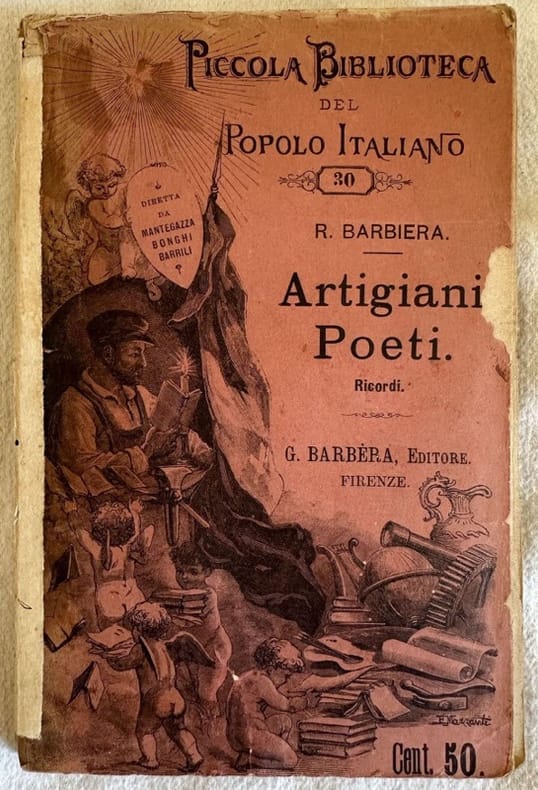 Piccola Biblioteca
DEL
Popolo Italiano
30
DIRETTA
DA
MANTEGAZZA
BONGHI
BARRILI
R. BARBIERA.
Artigiani
Poeti.
Ricordi.
G. BARBÈRA, Editore.
FIRENZE.
E. Mazzanti
Cent. 50.